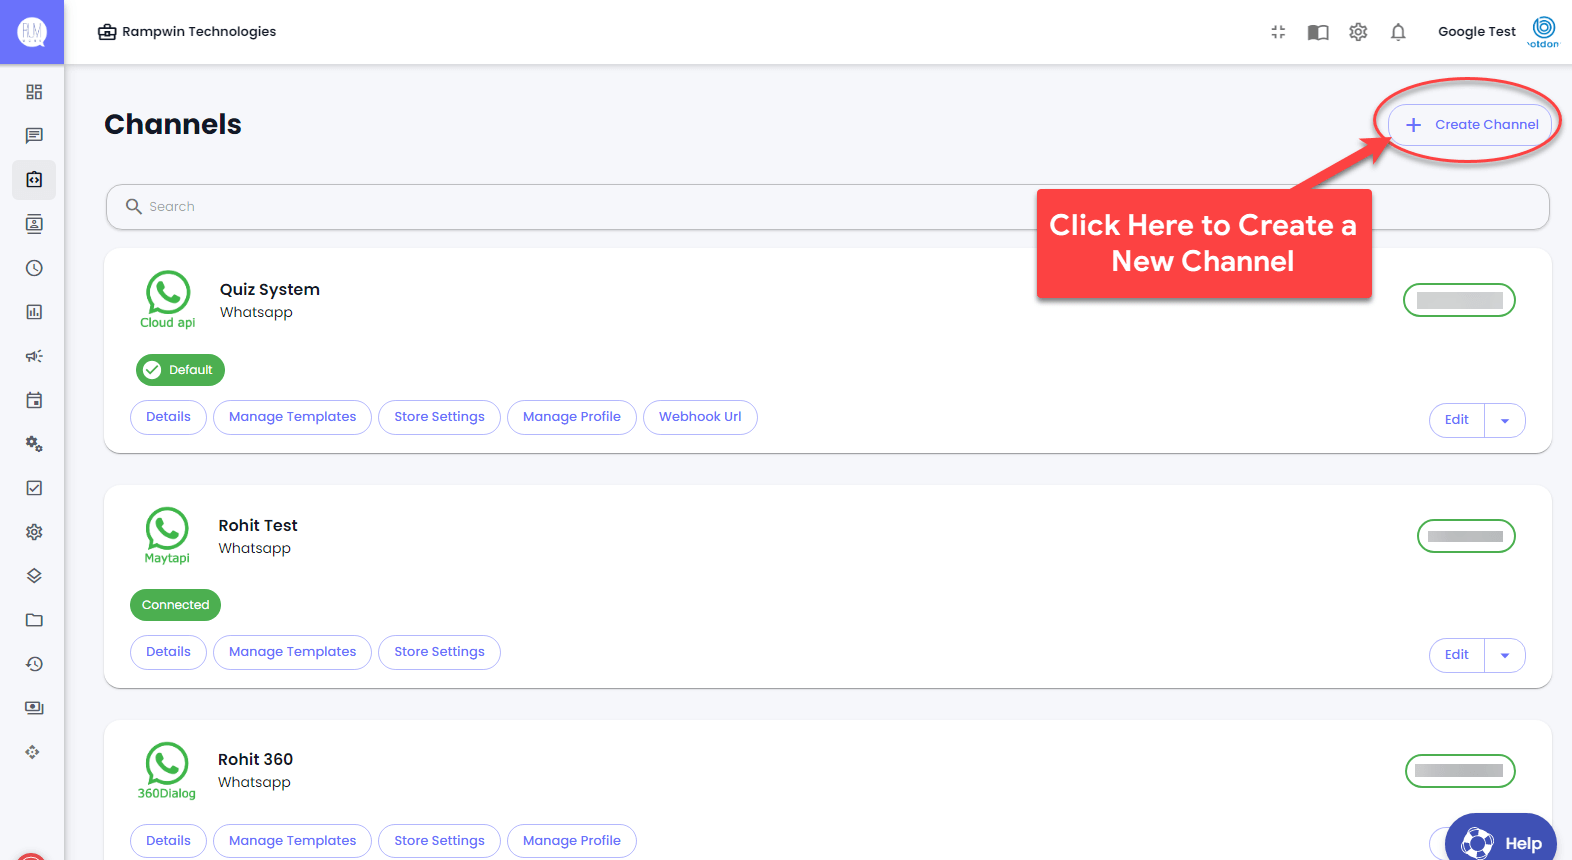 Rampwin Technologies
Google Test
Channels
Create Channel
Search
Click Here to Create a
New Channel
Cloud api
Quiz System
Whatsapp
Default
Details
Manage Templates
Store Settings
Manage Profile
Webhook Url
Edit
Maytapi
Rohit Test
Whatsapp
Connected
Details
Manage Templates
Store Settings
Edit
360Dialog
Rohit 360
Whatsapp
Details
Manage Templates
Store Settings
Manage Profile
Help